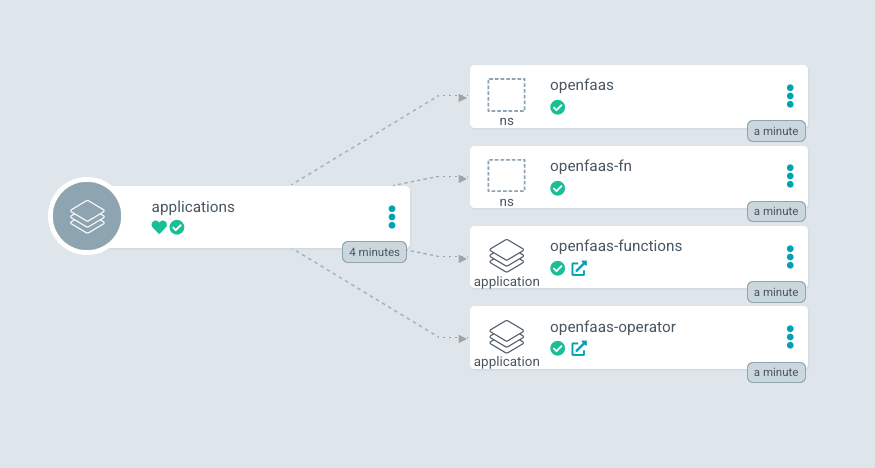 applications
4 minutes
openfaas
ns
a minute
openfaas-fn
ns
a minute
openfaas-functions
application
a minute
openfaas-operator
application
a minute